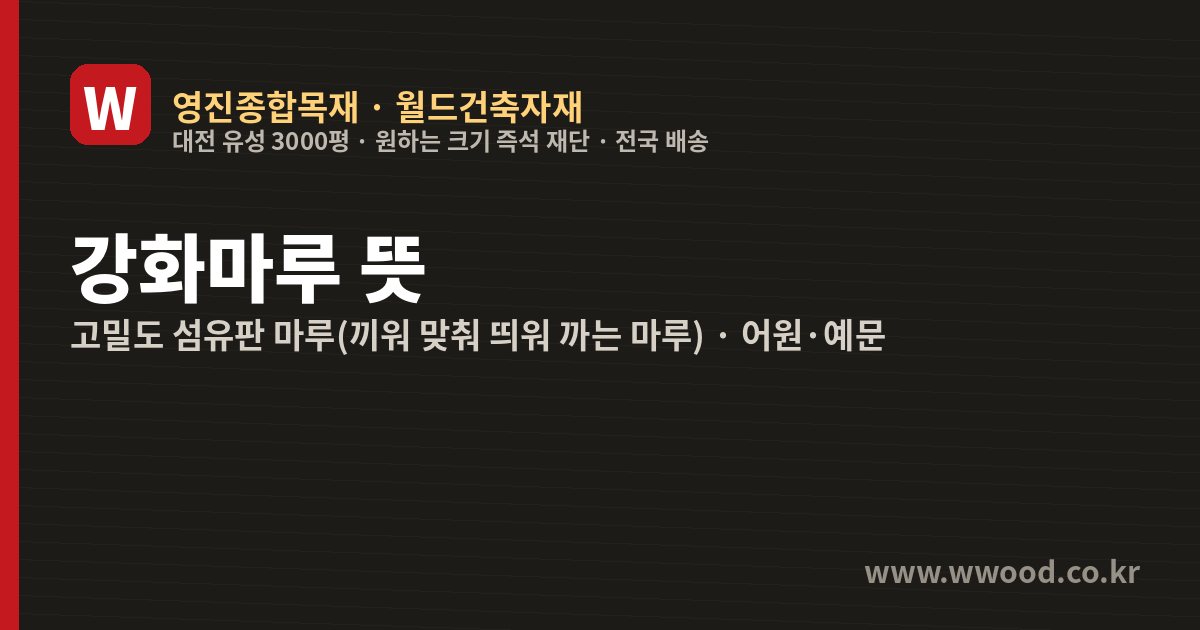 W
영진종합목재 · 월드건축자재
대전 유성 3000평 · 원하는 크기 즉석 재단 · 전국 배송
강화마루 뜻
고밀도 섬유판 마루(끼워 맞춰 띄워 까는 마루) · 어원·예문
www.wwood.co.kr